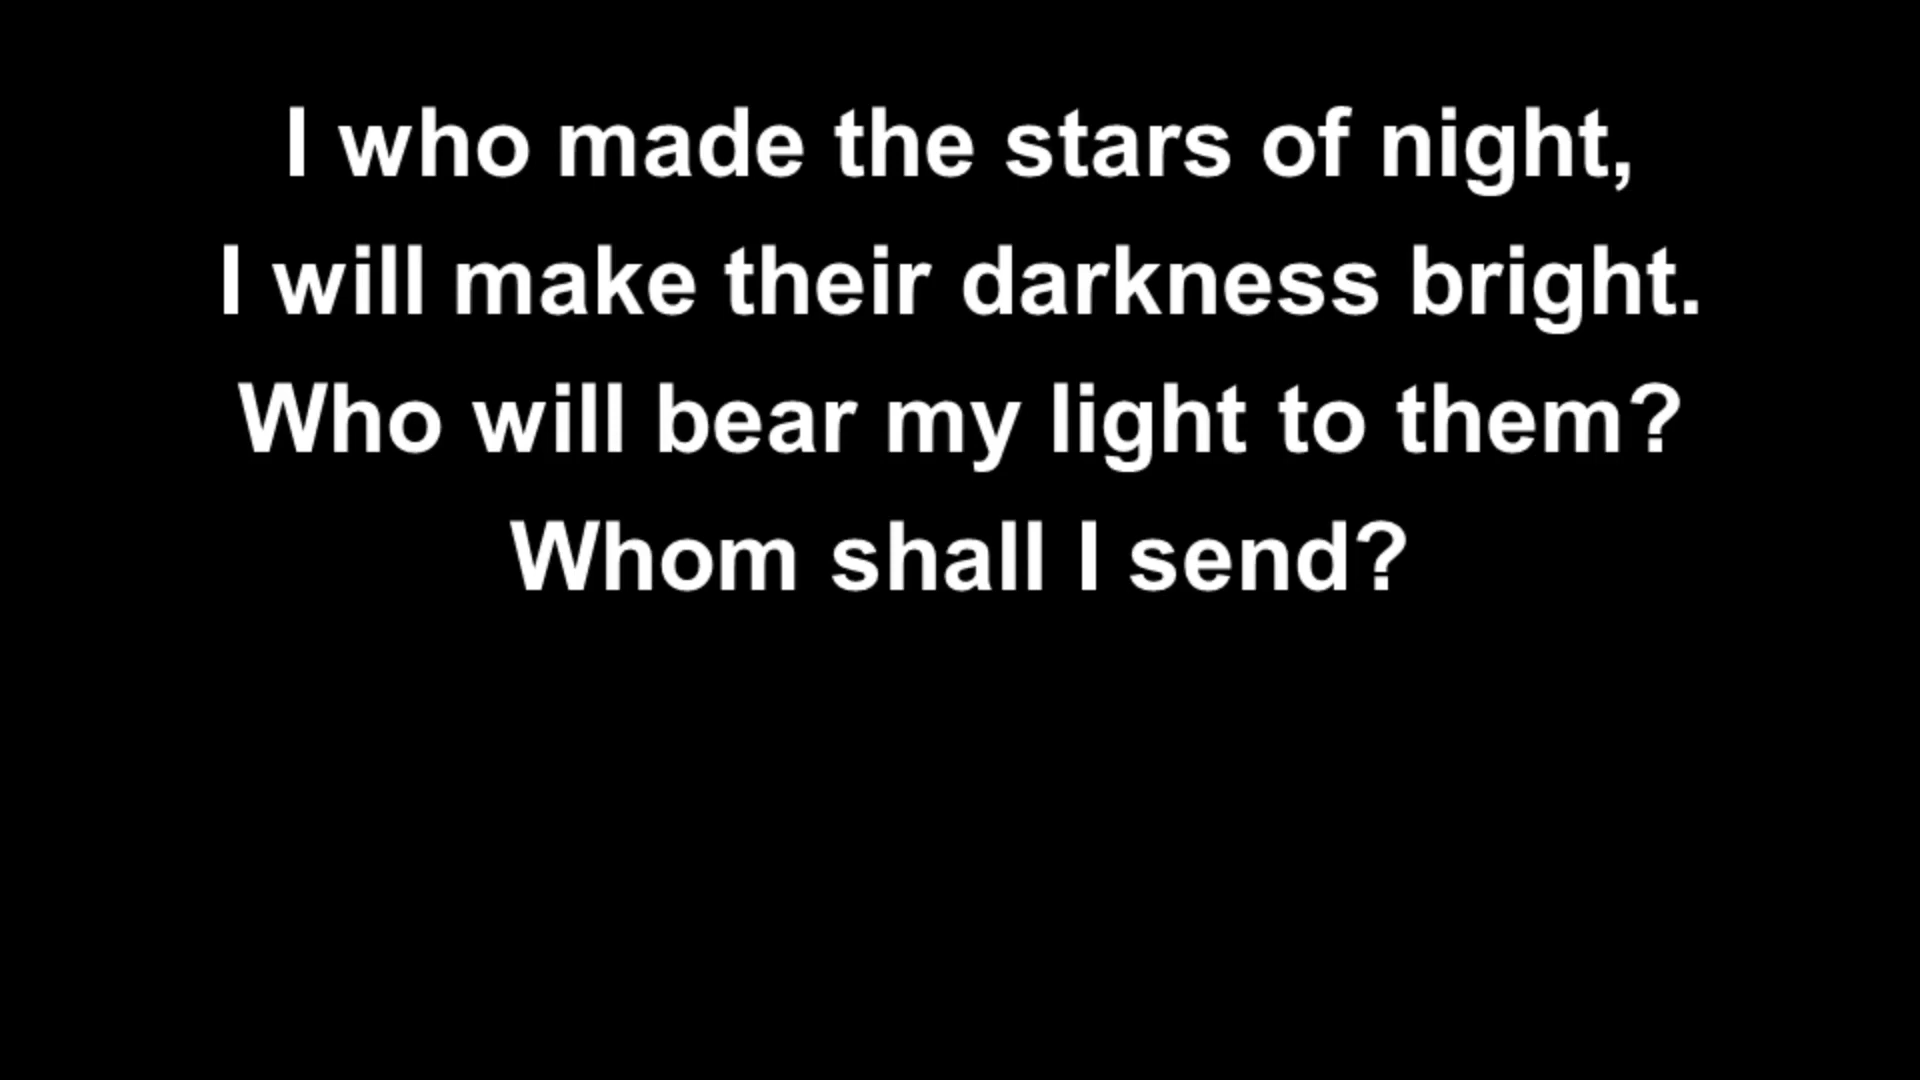 I who made the stars of night,
I will make their darkness bright.
Who will bear my light to them?
Whom shall I send?